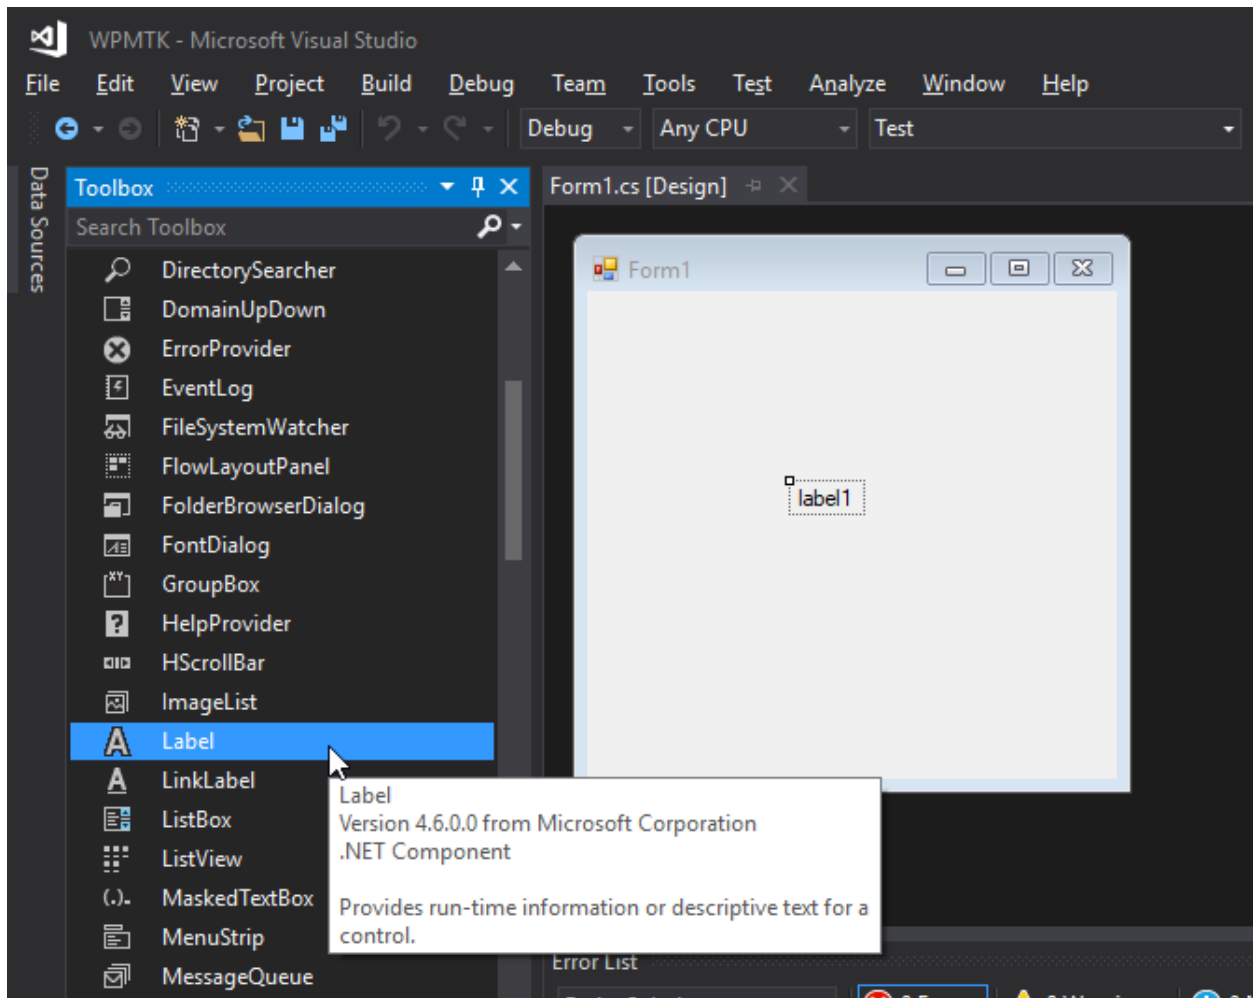 WPMTK - Microsoft Visual Studio
File Edit View Project Build Debug Team Tools Test Analyze Window Help
Debug Any CPU Test
Data Sources
Toolbox
Search Toolbox
DirectorySearcher
DomainUpDown
ErrorProvider
EventLog
FileSystemWatcher
FlowLayoutPanel
FolderBrowserDialog
FontDialog
GroupBox
HelpProvider
HScrollBar
ImageList
Label
LinkLabel
ListBox
ListView
MaskedTextBox
MenuStrip
MessageQueue
Label
Version 4.6.0.0 from Microsoft Corporation
.NET Component
Provides run-time information or descriptive text for a
control.
Form1.cs [Design]
Form1
label1
Error List